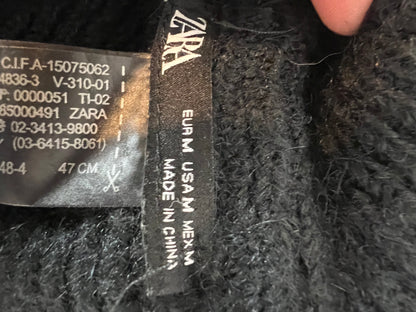 C.I.F.A-15075062
4836-3 V-310-01
: 0000051 TI-02
85000491 ZARA
☎ 02-3413-9800
(03-6415-8061)
48-4 47 CM
ZARA
EUR M USA M MEX M
MADE IN CHINA